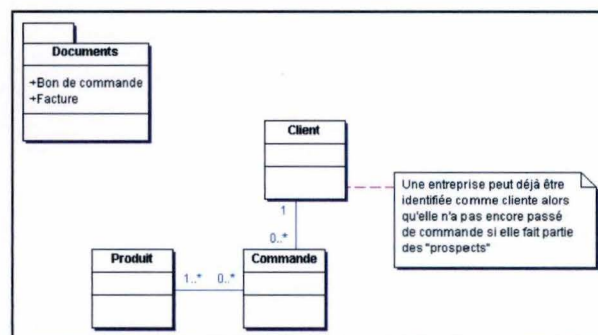 Documents
+Bon de commande
+Facture
Client
Une entreprise peut déjà être
identifiée comme cliente alors
qu'elle n'a pas encore passé
de commande si elle fait partie
des "prospects"
1
0..*
Produit
1..* 0..*
Commande